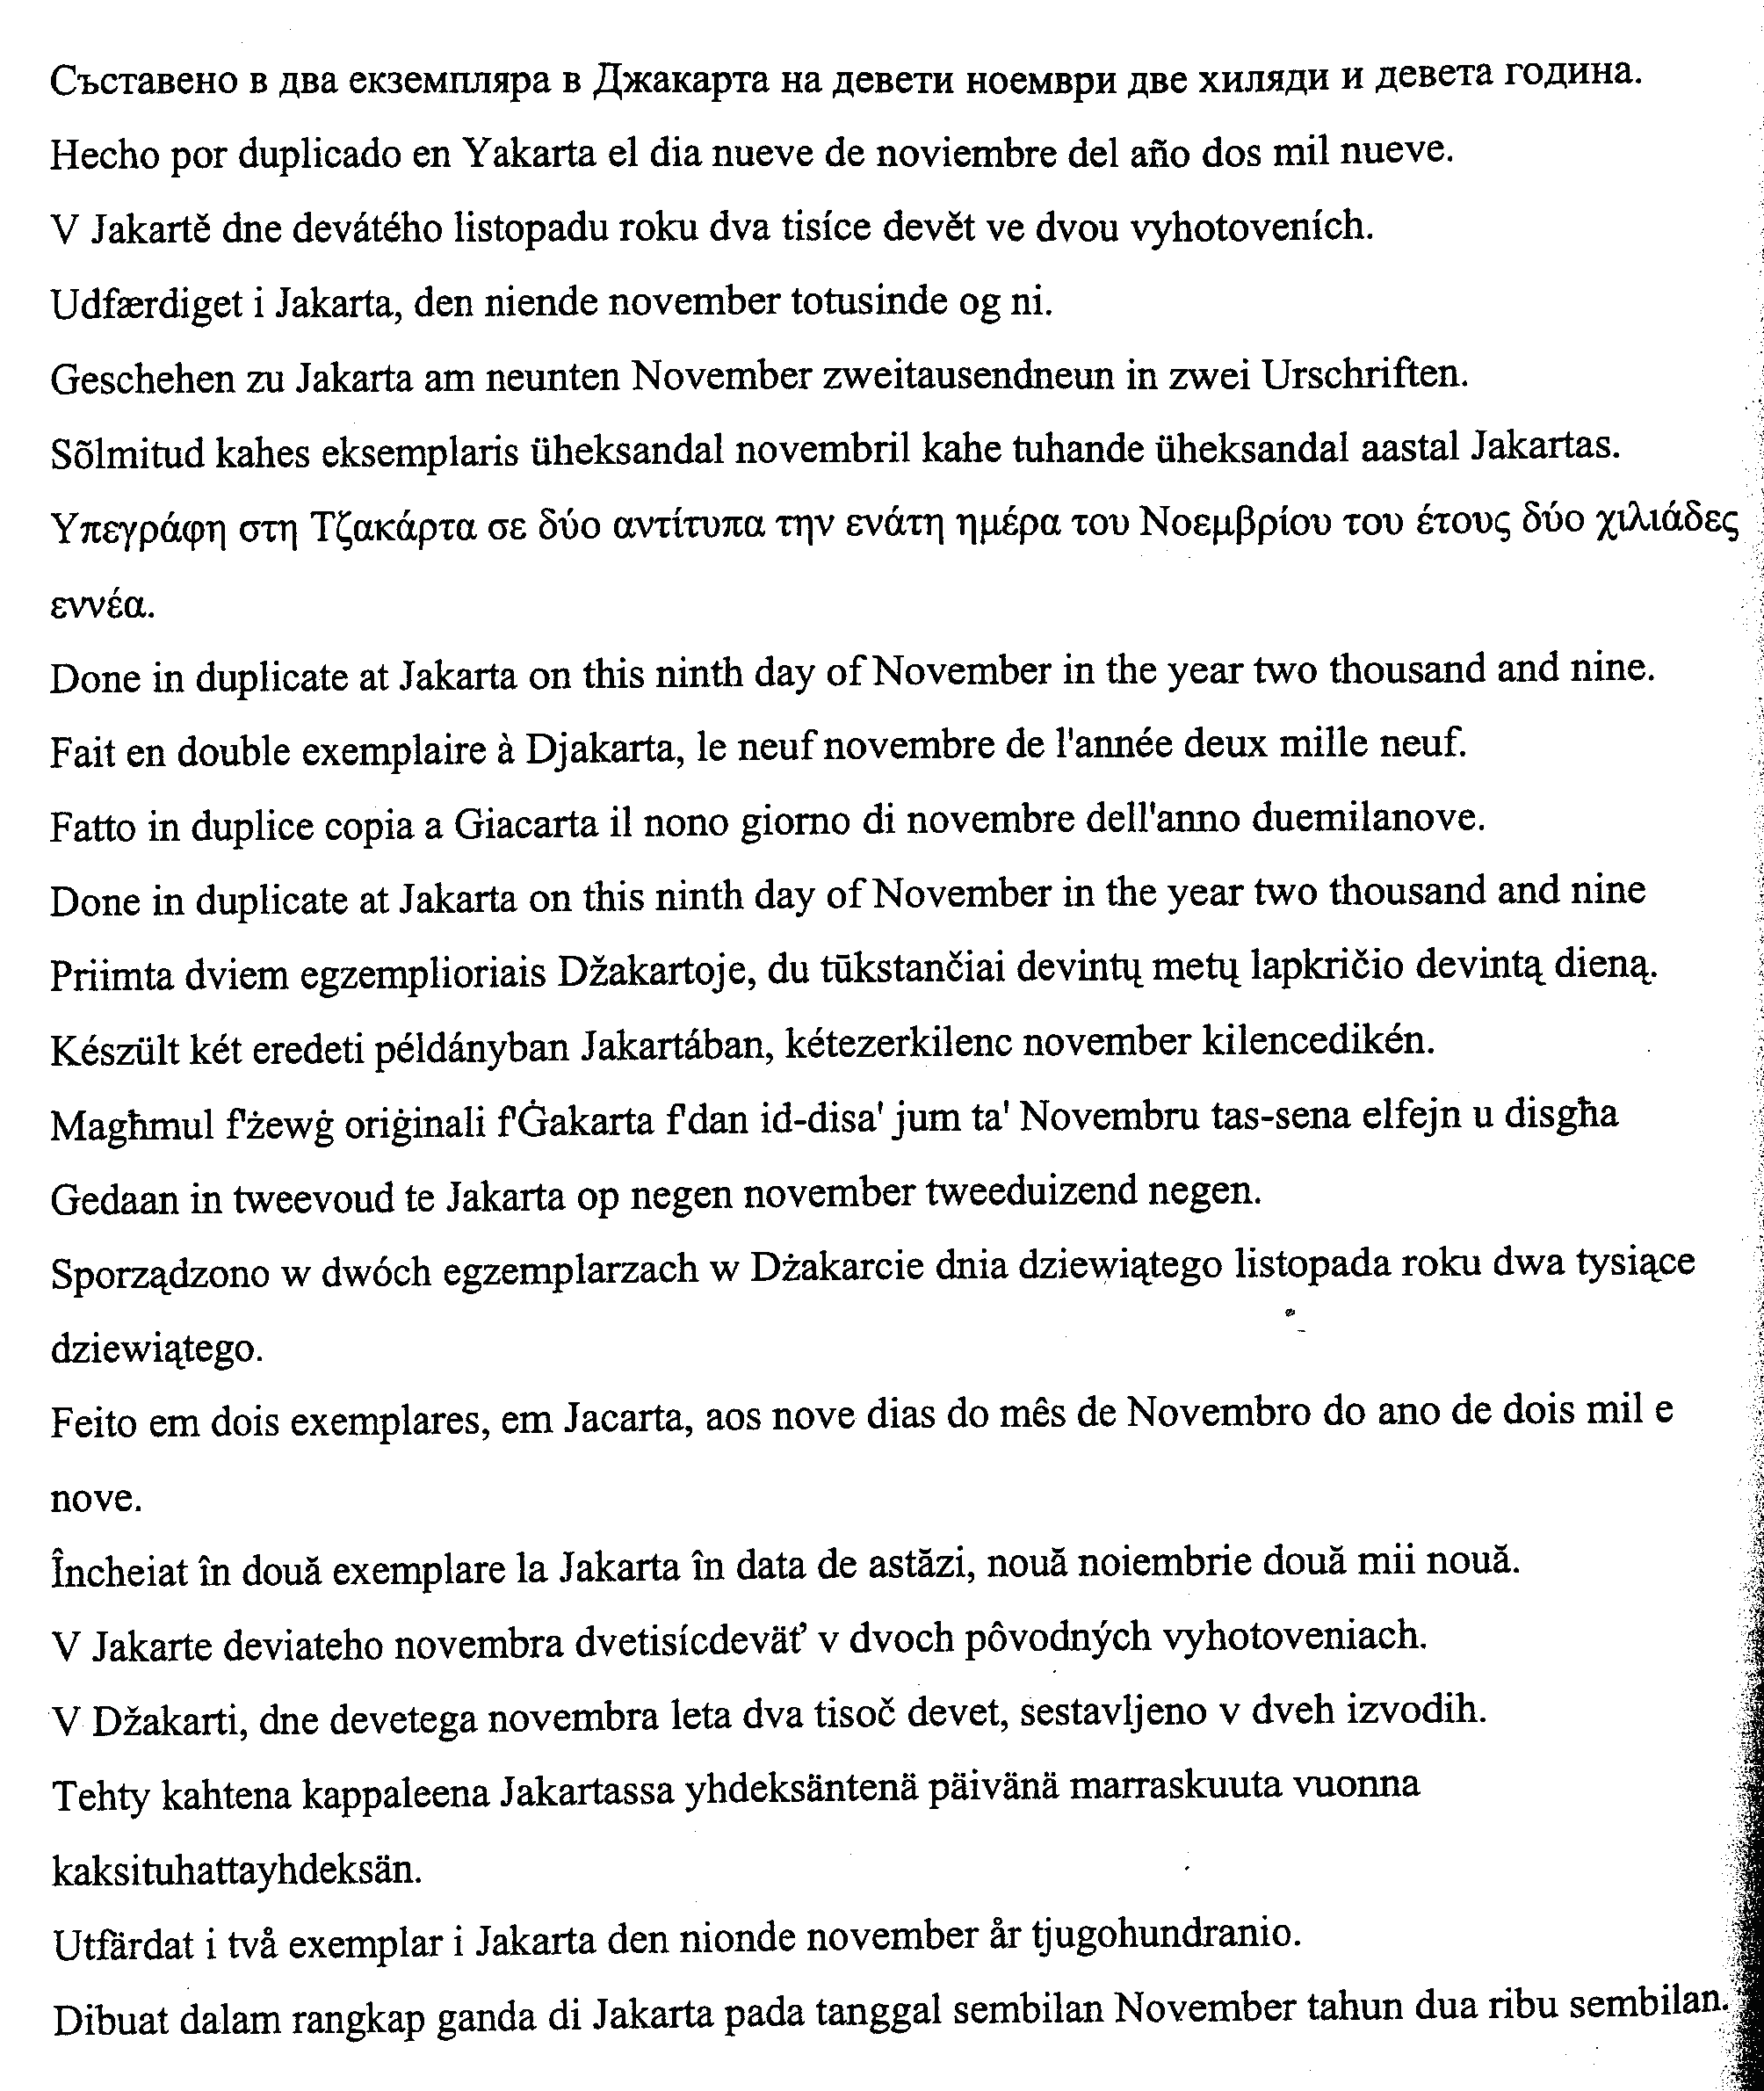 Съставено в два екземпляра в Джакарта на девети ноември две хиляди и девета година.
Hecho por duplicado en Yakarta el dia nueve de noviembre del año dos mil nueve.
V Jakartě dne devátého listopadu roku dva tisíce devět ve dvou vyhotoveních.
Udfærdiget i Jakarta, den niende november totusinde og ni.
Geschehen zu Jakarta am neunten November zweitausendneun in zwei Urschriften.
Sõlmitud kahes eksemplaris üheksandal novembril kahe tuhande üheksandal aastal Jakartas.
Υπεγράφη στη Τζακάρτα σε δύο αντίτυπα την ενάτη ημέρα του Νοεμβρίου του έτους δύο χιλιάδες
εννέα.
Done in duplicate at Jakarta on this ninth day of November in the year two thousand and nine.
Fait en double exemplaire à Djakarta, le neuf novembre de l'année deux mille neuf.
Fatto in duplice copia a Giacarta il nono giorno di novembre dell'anno duemilanove.
Done in duplicate at Jakarta on this ninth day of November in the year two thousand and nine
Priimta dviem egzemplioriais Džakartoje, du tūkstančiai devintų metų lapkričio devintą dieną.
Készült két eredeti példányban Jakartában, kétezerkilenc november kilencedikén.
Magħmul f'żewġ oriġinali f'Ġakarta f'dan id-disa' jum ta' Novembru tas-sena elfejn u disgħa
Gedaan in tweevoud te Jakarta op negen november tweeduizend negen.
Sporządzono w dwóch egzemplarzach w Dżakarcie dnia dziewiątego listopada roku dwa tysiące
dziewiątego.
Feito em dois exemplares, em Jacarta, aos nove dias do mês de Novembro do ano de dois mil e
nove.
Încheiat în două exemplare la Jakarta în data de astăzi, nouă noiembrie două mii nouă.
V Jakarte deviateho novembra dvetisícdeväť v dvoch pôvodných vyhotoveniach.
V Džakarti, dne devetega novembra leta dva tisoč devet, sestavljeno v dveh izvodih.
Tehty kahtena kappaleena Jakartassa yhdeksäntenä päivänä marraskuuta vuonna
kaksituhattayhdeksän.
Utfärdat i två exemplar i Jakarta den nionde november år tjugohundranio.
Dibuat dalam rangkap ganda di Jakarta pada tanggal sembilan November tahun dua ribu sembilan.